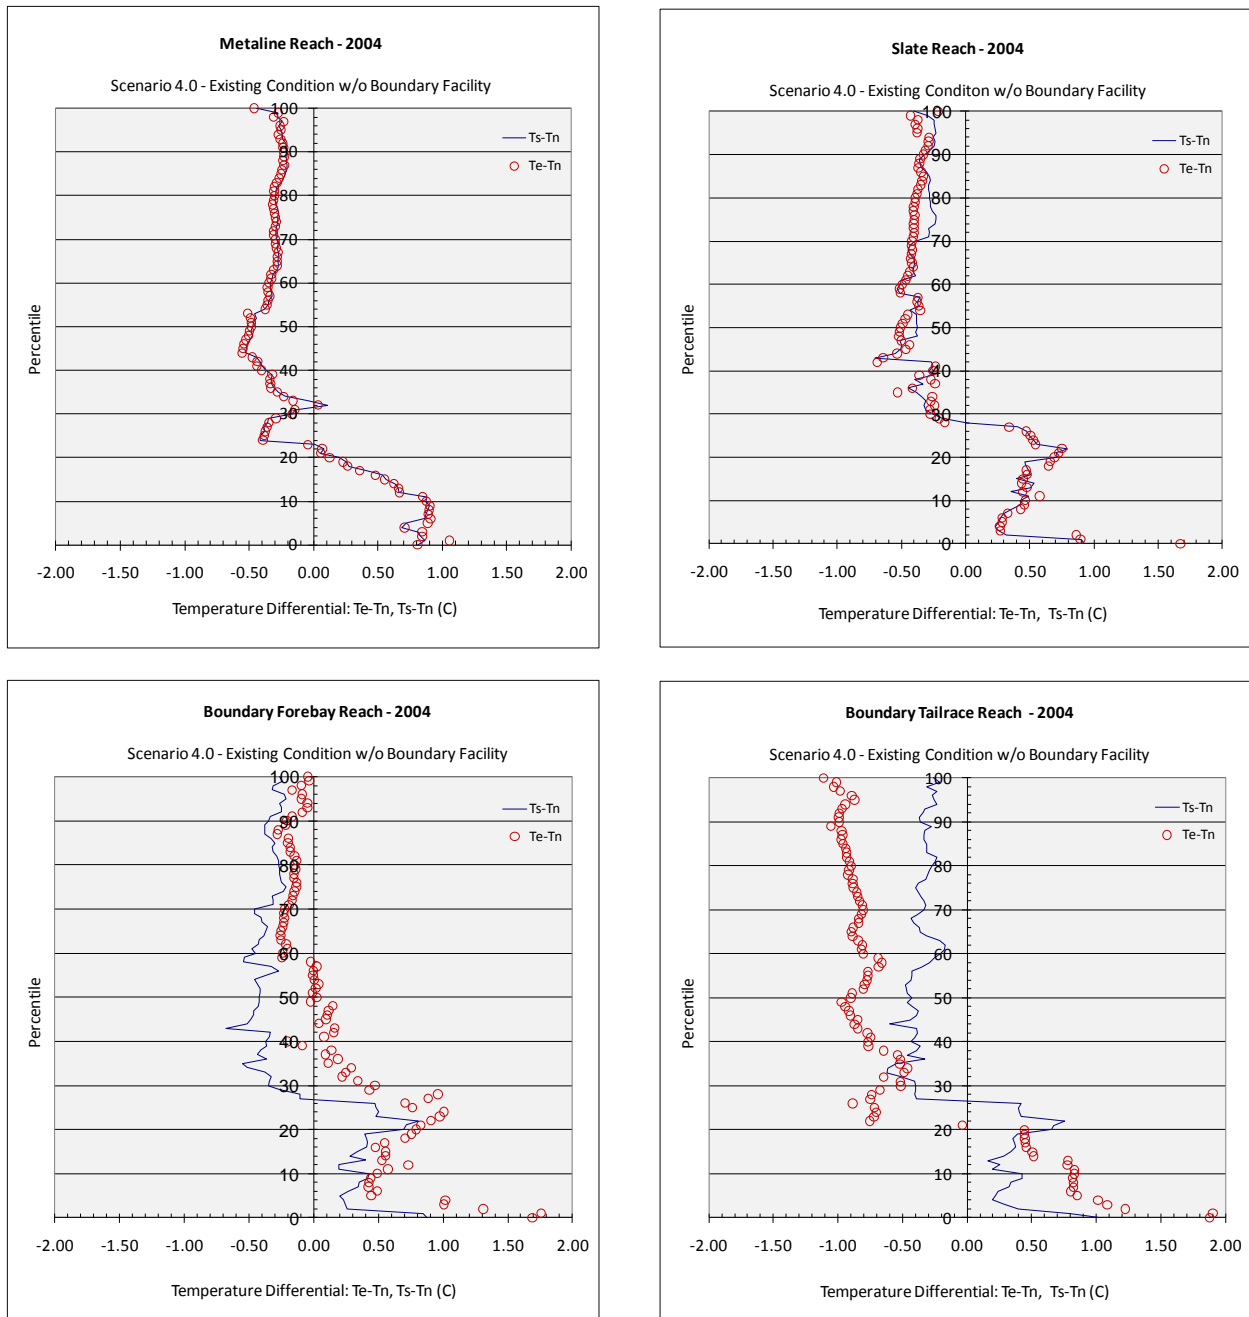 Metaline Reach - 2004
Scenario 4.0 - Existing Condition w/o Boundary Facility
100
90
80
70
60
50
40
30
20
10
0
Percentile
Ts-Tn
Te-Tn
-2.00 -1.50 -1.00 -0.50 0.00 0.50 1.00 1.50 2.00
Temperature Differential: Te-Tn, Ts-Tn (C)
Slate Reach - 2004
Scenario 4.0 - Existing Conditon w/o Boundary Facility
100
90
80
70
60
50
40
30
20
10
0
Percentile
Ts-Tn
Te-Tn
-2.00 -1.50 -1.00 -0.50 0.00 0.50 1.00 1.50 2.00
Temperature Differential: Te-Tn, Ts-Tn (C)
Boundary Forebay Reach - 2004
Scenario 4.0 - Existing Condition w/o Boundary Facility
100
90
80
70
60
50
40
30
20
10
0
Percentile
Ts-Tn
Te-Tn
-2.00 -1.50 -1.00 -0.50 0.00 0.50 1.00 1.50 2.00
Temperature Differential: Te-Tn, Ts-Tn (C)
Boundary Tailrace Reach - 2004
Scenario 4.0 - Existing Condition w/o Boundary Facility
100
90
80
70
60
50
40
30
20
10
0
Percentile
Ts-Tn
Te-Tn
-2.00 -1.50 -1.00 -0.50 0.00 0.50 1.00 1.50 2.00
Temperature Differential: Te-Tn, Ts-Tn (C)